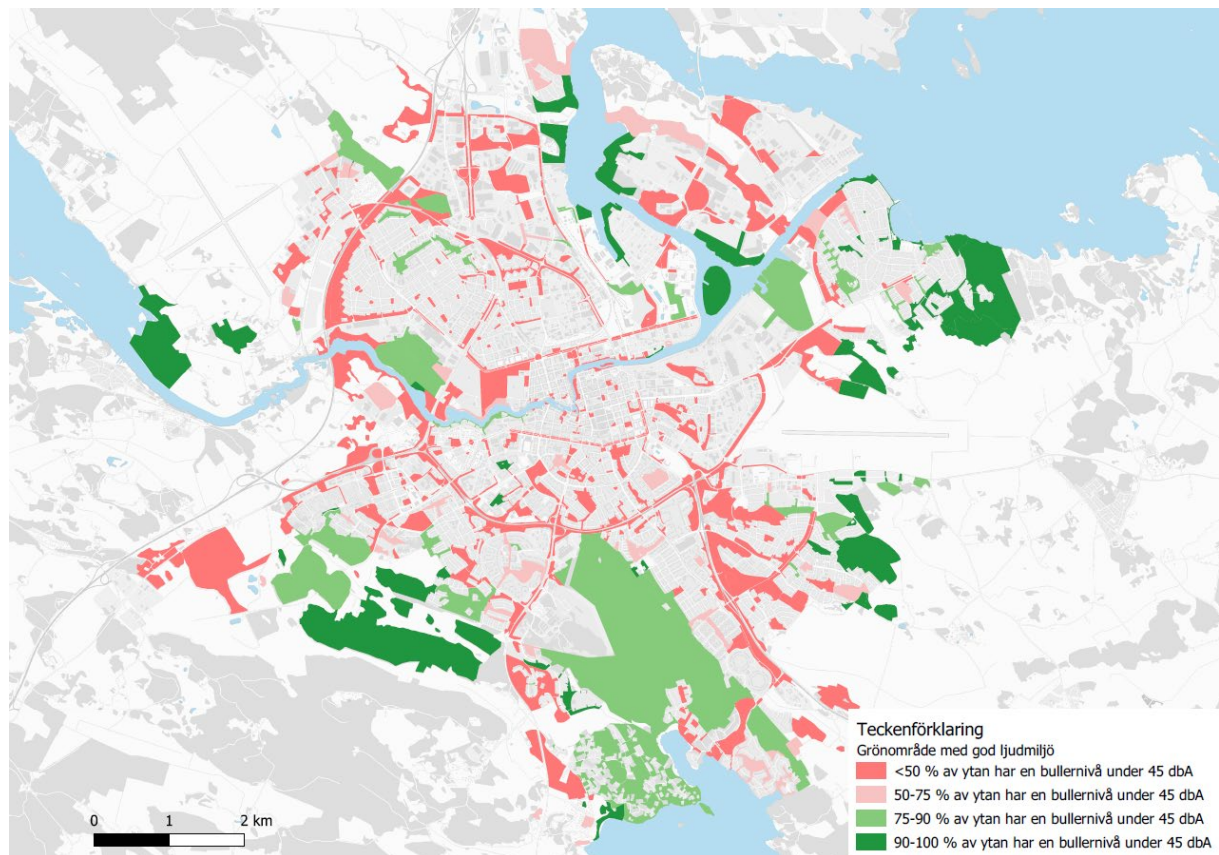 Teckenförklaring
Grönområde med god ljudmiljö
<50 % av ytan har en bullernivå under 45 dbA
50-75 % av ytan har en bullernivå under 45 dbA
75-90 % av ytan har en bullernivå under 45 dbA
90-100 % av ytan har en bullernivå under 45 dbA
0 1 2 km